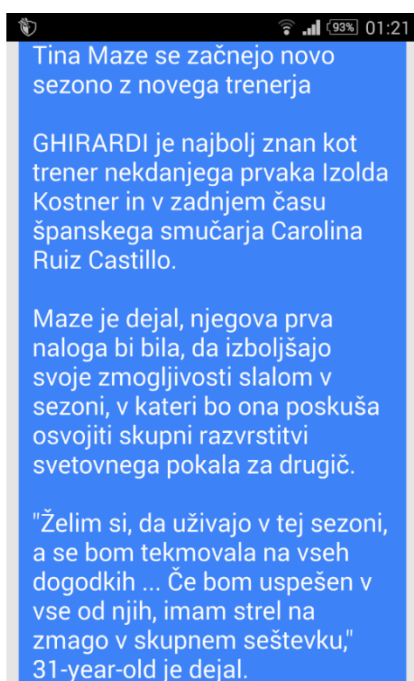 93% 01:21
Tina Maze se začnejo novo
sezono z novega trenerja
GHIRARDI je najbolj znan kot
trener nekdanjega prvaka Izolda
Kostner in v zadnjem času
španskega smučarja Carolina
Ruiz Castillo.
Maze je dejal, njegova prva
naloga bi bila, da izboljšajo
svoje zmogljivosti slalom v
sezoni, v kateri bo ona poskuša
osvojiti skupni razvrstitvi
svetovnega pokala za drugič.
"Želim si, da uživajo v tej sezoni,
a se bom tekmovala na vseh
dogodkih ... Če bom uspešen v
vse od njih, imam strel na
zmago v skupnem seštevku,"
31-year-old je dejal.